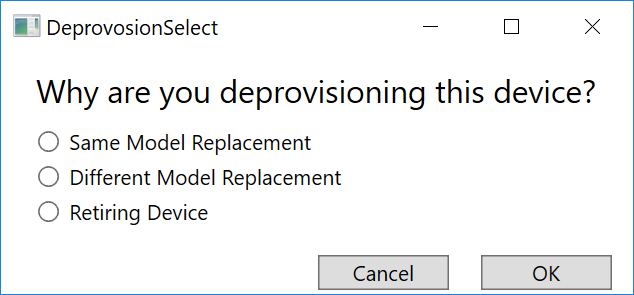 DeprovosionSelect
Why are you deprovisioning this device?
Same Model Replacement
Different Model Replacement
Retiring Device
Cancel OK